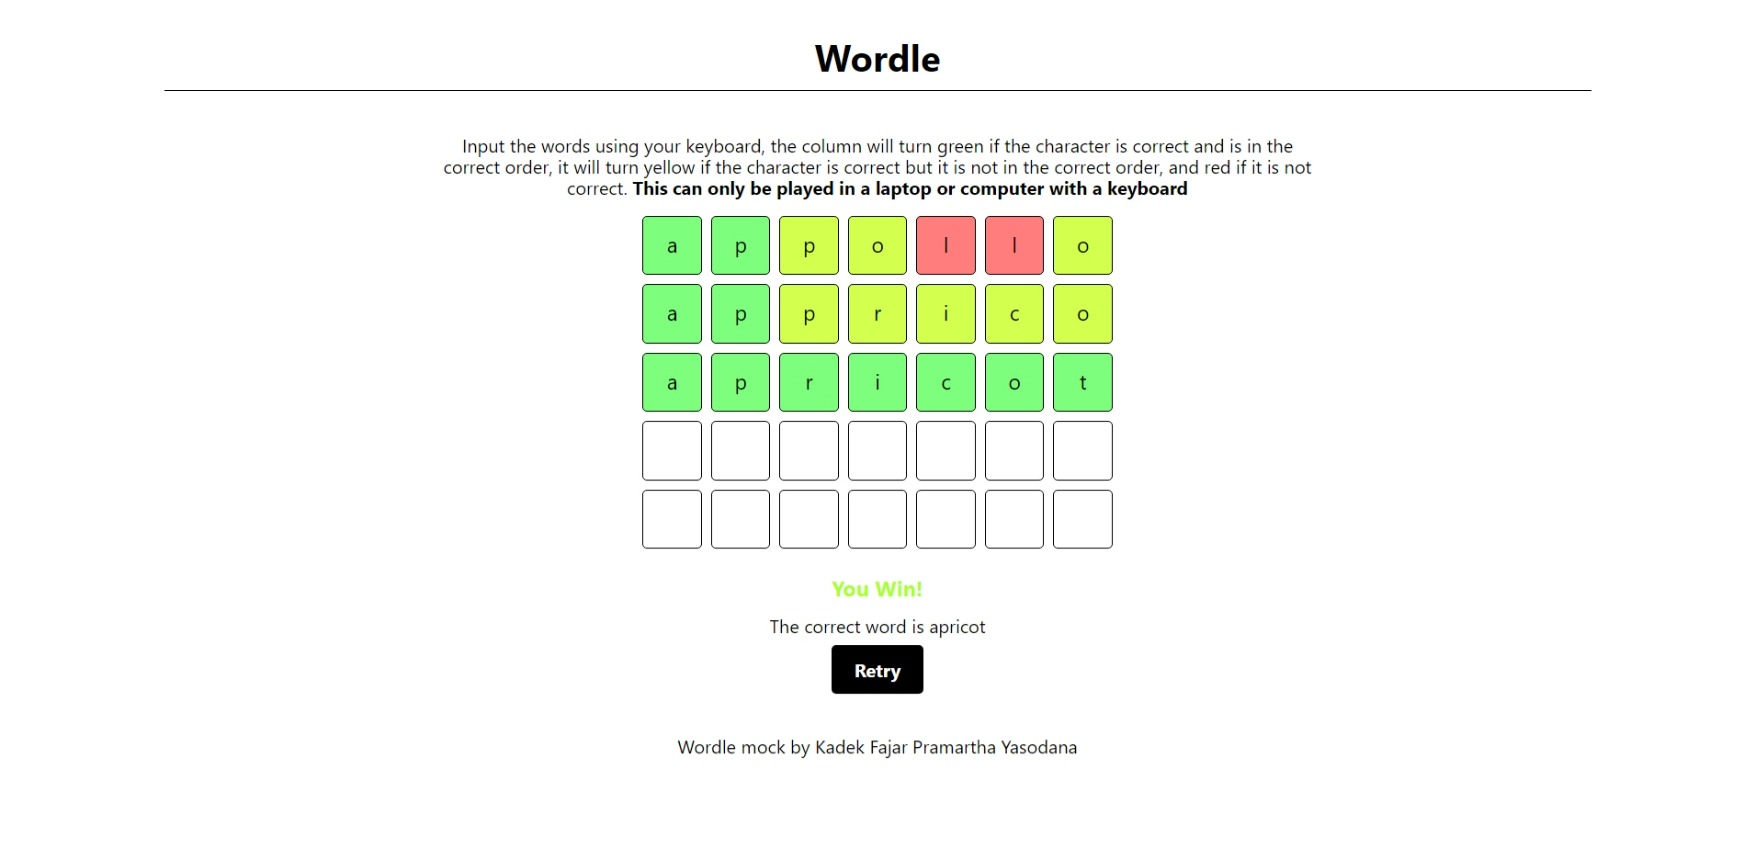 Wordle
Input the words using your keyboard, the column will turn green if the character is correct and is in the
correct order, it will turn yellow if the character is correct but it is not in the correct order, and red if it is not
correct. This can only be played in a laptop or computer with a keyboard
a p p o l l o
a p p r i c o
a p r i c o t
You Win!
The correct word is apricot
Retry
Wordle mock by Kadek Fajar Pramartha Yasodana